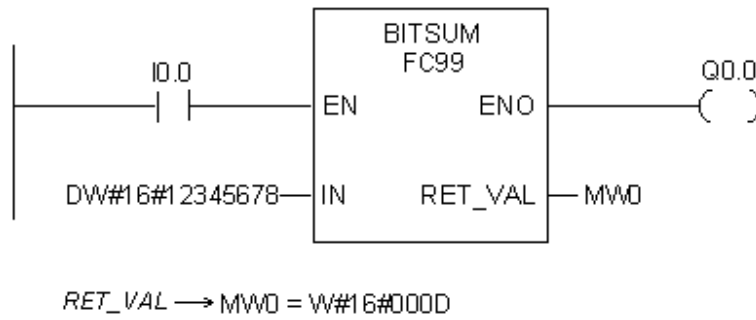 BITSUM
FC99
I0.0
Q0.0
EN
ENO
DW#16#12345678
IN
RET_VAL
MW0
RET_VAL → MW0 = W#16#000D